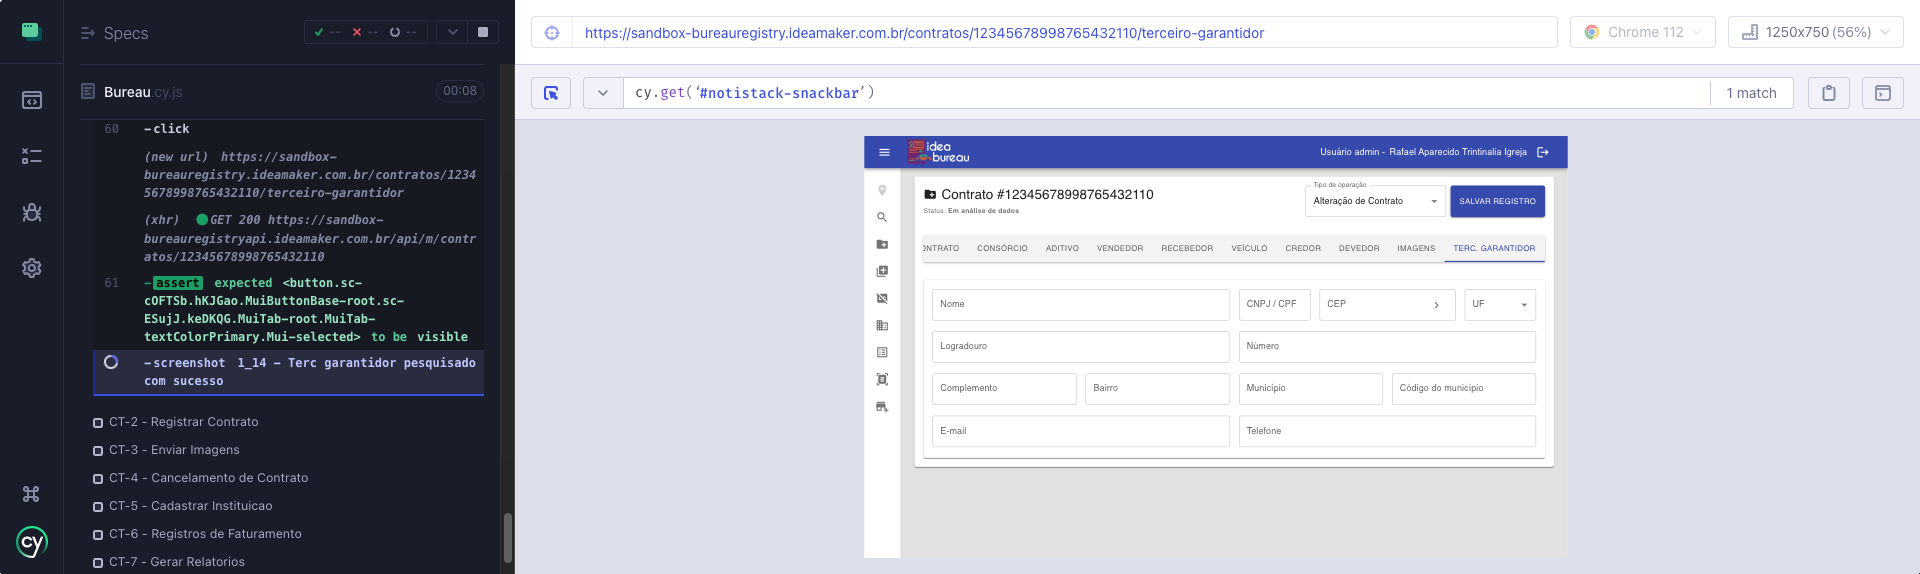 Specs
-- -- --
Bureau.cy.js 00:08
60 -click
(new url) https://sandbox-
bureauregistry.ideamaker.com.br/contratos/1234
5678998765432110/terceiro-garantidor
(xhr) GET 200 https://sandbox-
bureauregistryapi.ideamaker.com.br/api/m/contr
atos/12345678998765432110
61 -assert expected <button.sc-
cOFTSb.hKJGao.MuiButtonBase-root.sc-
ESujJ.keDKQG.MuiTab-root.MuiTab-
textColorPrimary.Mui-selected> to be visible
-screenshot 1_14 - Terc garantidor pesquisado
com sucesso
CT-2 - Registrar Contrato
CT-3 - Enviar Imagens
CT-4 - Cancelamento de Contrato
CT-5 - Cadastrar Instituicao
CT-6 - Registros de Faturamento
CT-7 - Gerar Relatorios
cy
https://sandbox-bureauregistry.ideamaker.com.br/contratos/12345678998765432110/terceiro-garantidor
Chrome 112
1250x750 (56%)
cy.get('#notistack-snackbar')
1 match
idea
bureau
Usuário admin - Rafael Aparecido Trintinalia Igreja
Contrato #12345678998765432110
Status: Em análise de dados
Tipo de operação
Alteração de Contrato
SALVAR REGISTRO
ONTRATO CONSÓRCIO ADITIVO VENDEDOR RECEBEDOR VEÍCULO CREDOR DEVEDOR IMAGENS TERC. GARANTIDOR
Nome CNPJ / CPF CEP UF
Logradouro Número
Complemento Bairro Município Código do município
E-mail Telefone